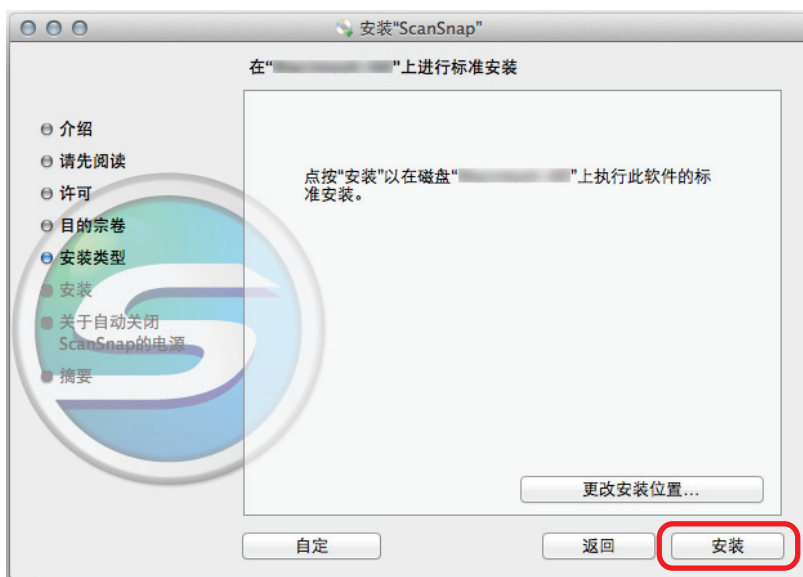 安装“ScanSnap”
在“ ”上进行标准安装
介绍
请先阅读
许可
目的宗卷
安装类型
安装
关于自动关闭
ScanSnap的电源
摘要
点按“安装”以在磁盘“ ”上执行此软件的标
准安装。
更改安装位置...
自定
返回
安装